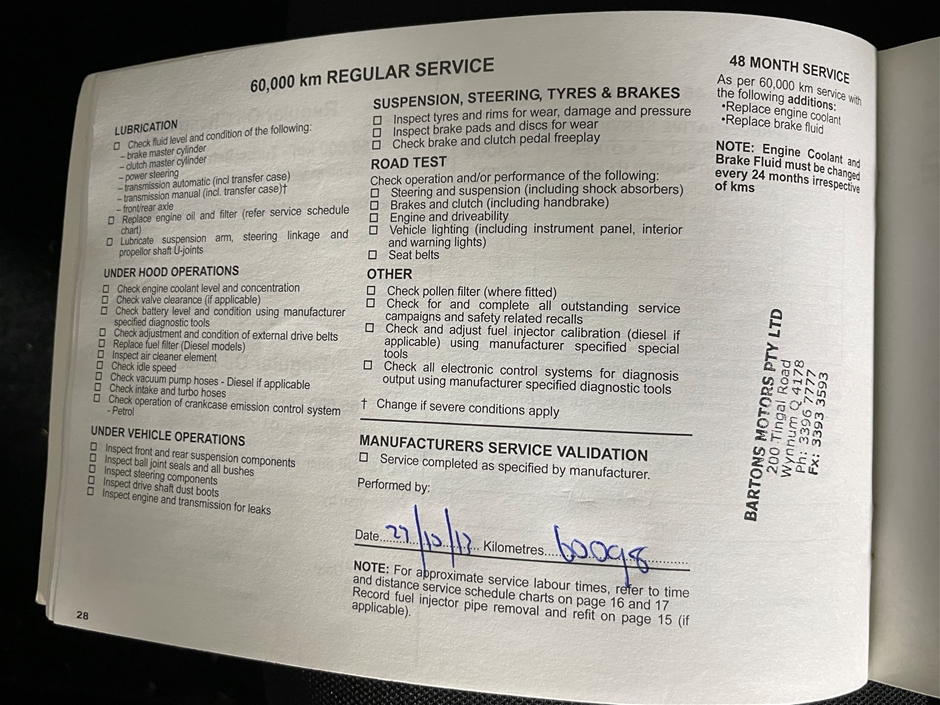 60,000 km REGULAR SERVICE
LUBRICATION
Check fluid level and condition of the following:
– brake master cylinder
– clutch master cylinder
– power steering
– transmission automatic (incl transfer case)
– transmission manual (incl. transfer case)†
– front/rear axle
Replace engine oil and filter (refer service schedule
chart)
Lubricate suspension arm, steering linkage and
propellor shaft U-joints
UNDER HOOD OPERATIONS
Check engine coolant level and concentration
Check valve clearance (if applicable)
Check battery level and condition using manufacturer
specified diagnostic tools
Check adjustment and condition of external drive belts
Replace fuel filter (Diesel models)
Inspect air cleaner element
Check idle speed
Check vacuum pump hoses - Diesel if applicable
Check intake and turbo hoses
Check operation of crankcase emission control system
- Petrol
UNDER VEHICLE OPERATIONS
Inspect front and rear suspension components
Inspect ball joint seals and all bushes
Inspect steering components
Inspect drive shaft dust boots
Inspect engine and transmission for leaks
28
SUSPENSION, STEERING, TYRES & BRAKES
Inspect tyres and rims for wear, damage and pressure
Inspect brake pads and discs for wear
Check brake and clutch pedal freeplay
ROAD TEST
Check operation and/or performance of the following:
Steering and suspension (including shock absorbers)
Brakes and clutch (including handbrake)
Engine and driveability
Vehicle lighting (including instrument panel, interior
and warning lights)
Seat belts
OTHER
Check pollen filter (where fitted)
Check for and complete all outstanding service
campaigns and safety related recalls
Check and adjust fuel injector calibration (diesel if
applicable) using manufacturer specified special
tools
Check all electronic control systems for diagnosis
output using manufacturer specified diagnostic tools
† Change if severe conditions apply
MANUFACTURERS SERVICE VALIDATION
Service completed as specified by manufacturer.
Performed by:
Date 27/10/13 Kilometres 60098
NOTE: For approximate service labour times, refer to time
and distance service schedule charts on page 16 and 17
Record fuel injector pipe removal and refit on page 15 (if
applicable).
48 MONTH SERVICE
As per 60,000 km service with
the following additions:
•Replace engine coolant
•Replace brake fluid
NOTE: Engine Coolant and
Brake Fluid must be changed
every 24 months irrespective
of kms
BARTONS MOTORS PTY LTD
200 Tingal Road
Wynnum Q 4178
Ph: 3396 7777
Fx: 3393 3593